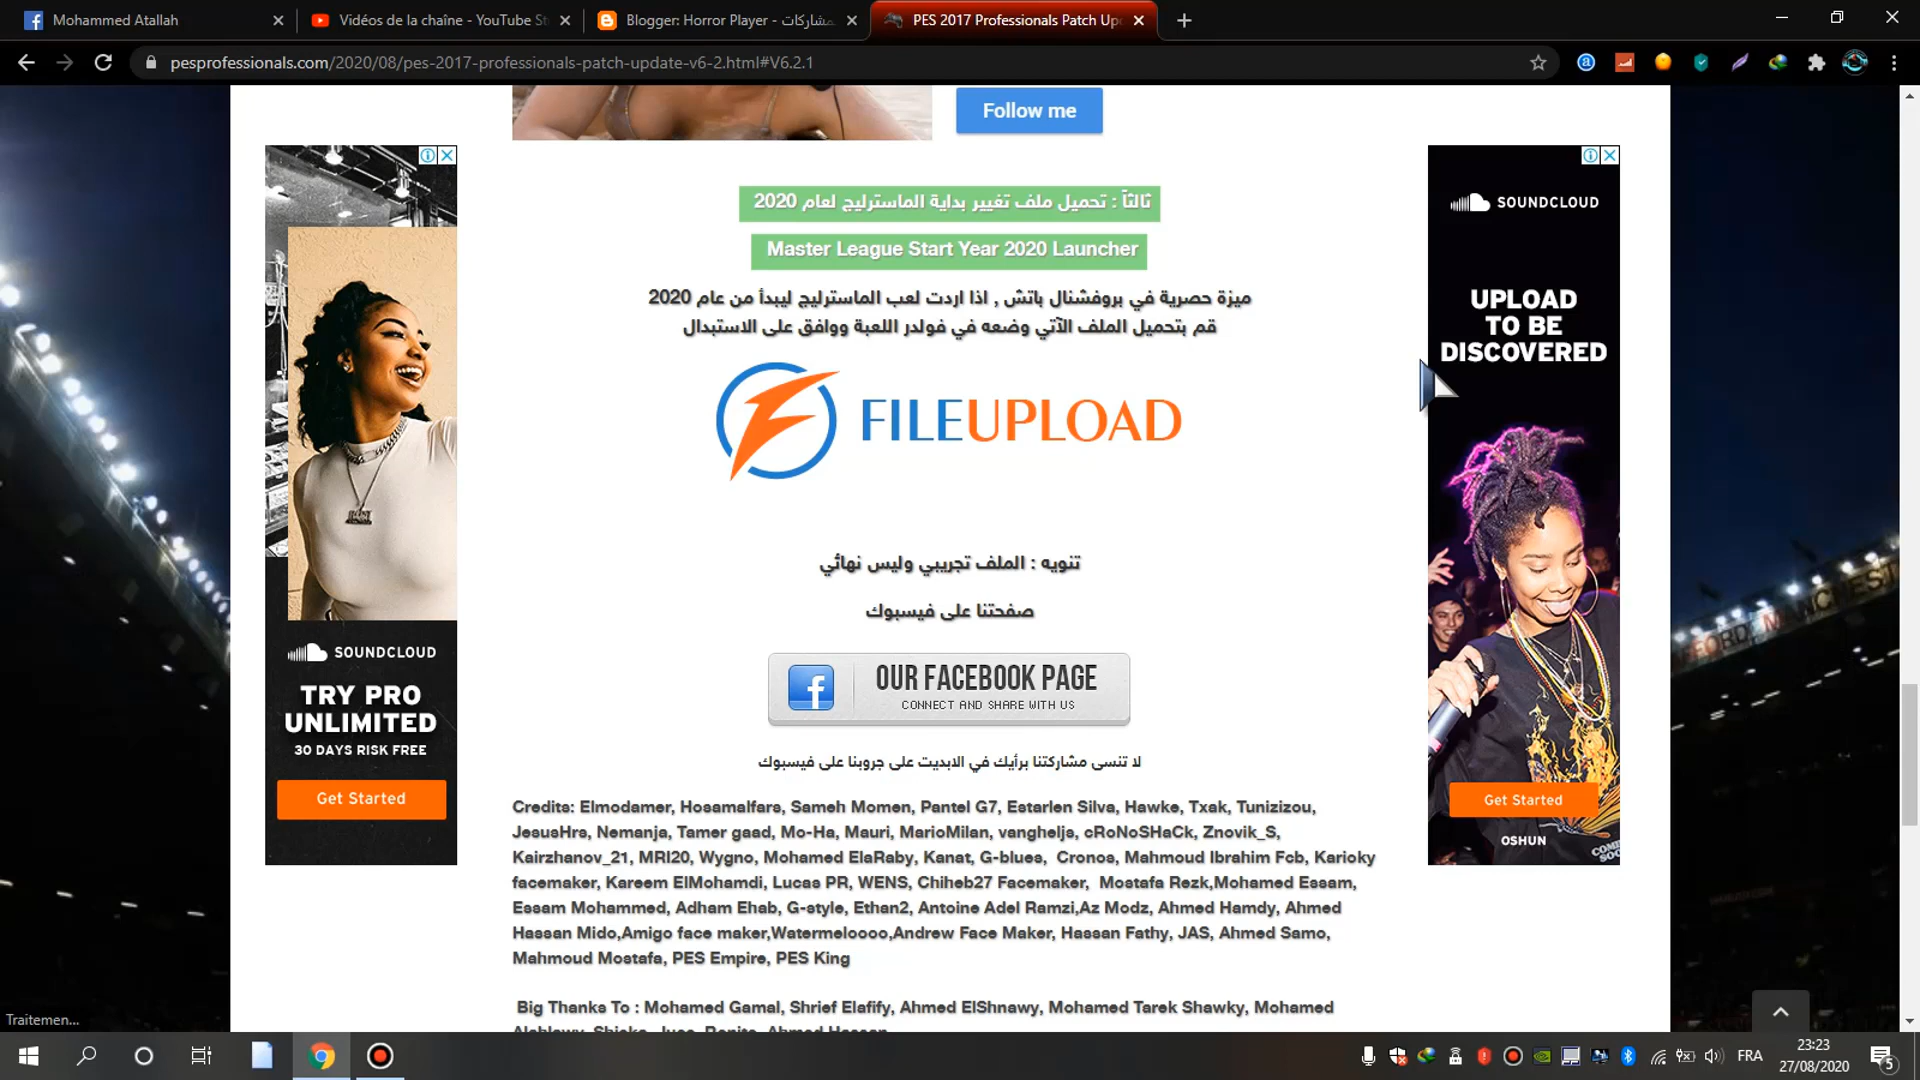 Mohammed Atallah
Vidéos de la chaîne - YouTube St
Blogger: Horror Player - مشاركات
PES 2017 Professionals Patch Up
pesprofessionals.com/2020/08/pes-2017-professionals-patch-update-v6-2.html#V6.2.1
Follow me
ثالثاً : تحميل ملف تغيير بداية الماسترليج لعام 2020
Master League Start Year 2020 Launcher
ميزة حصرية في بروفشنال باتش , اذا اردت لعب الماسترليج ليبدأ من عام 2020
قم بتحميل الملف الآتي وضعه في فولدر اللعبة ووافق على الاستبدال
FILEUPLOAD
تنويه : الملف تجريبي وليس نهائي
صفحتنا على فيسبوك
OUR FACEBOOK PAGE
CONNECT AND SHARE WITH US
لا تنسى مشاركتنا برأيك في الابديت على جروبنا على فيسبوك
Credits: Elmodamer, Hosamalfars, Sameh Momen, Pantel G7, Estarlen Silva, Hawke, Txak, Tunizizou,
JesusHrs, Nemanja, Tamer gaad, Mo-Ha, Mauri, MarioMilan, vanghelja, cRoNoSHaCk, Znovik_S,
Kairzhanov_21, MRI20, Wygno, Mohamed ElaRaby, Kanat, G-blues, Cronos, Mahmoud Ibrahim Fcb, Karioky
facemaker, Kareem ElMohamdi, Lucas PR, WENS, Chiheb27 Facemaker, Mostafa Rezk,Mohamed Essam,
Essam Mohammed, Adham Ehab, G-style, Ethan2, Antoine Adel Ramzi,Az Modz, Ahmed Hamdy, Ahmed
Hassan Mido,Amigo face maker,Watermeloooo,Andrew Face Maker, Hassan Fathy, JAS, Ahmed Samo,
Mahmoud Mostafa, PES Empire, PES King
Big Thanks To : Mohamed Gamal, Shrief Elafify, Ahmed ElShnawy, Mohamed Tarek Shawky, Mohamed
SOUNDCLOUD
TRY PRO
UNLIMITED
30 DAYS RISK FREE
Get Started
SOUNDCLOUD
UPLOAD
TO BE
DISCOVERED
Get Started
OSHUN
Traitemen...
FRA
23:23
27/08/2020
5